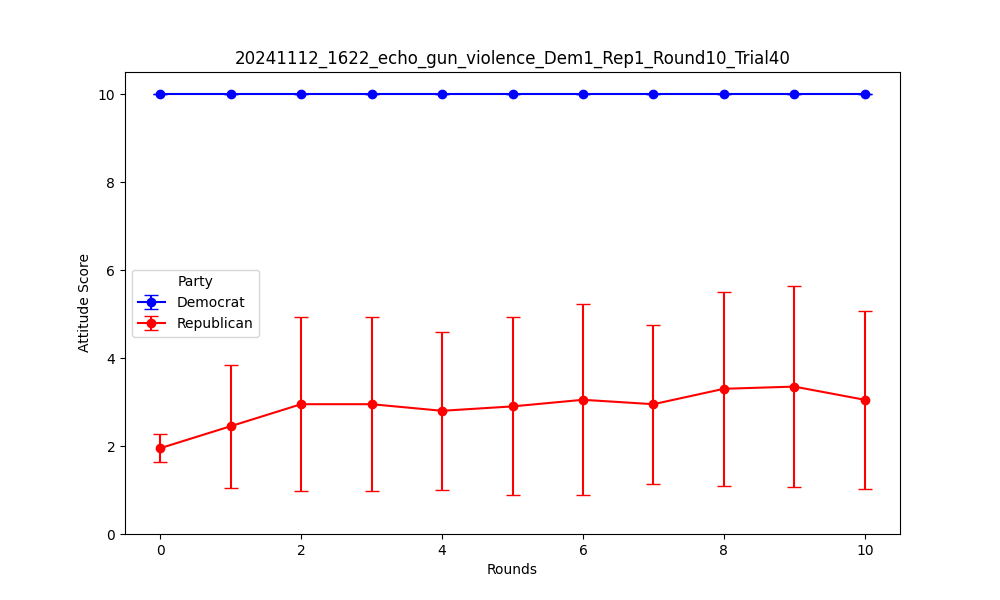 20241112_1622_echo_gun_violence_Dem1_Rep1_Round10_Trial40
10
8
6
4
2
0
Attitude Score
Party
Democrat
Republican
0 2 4 6 8 10
Rounds